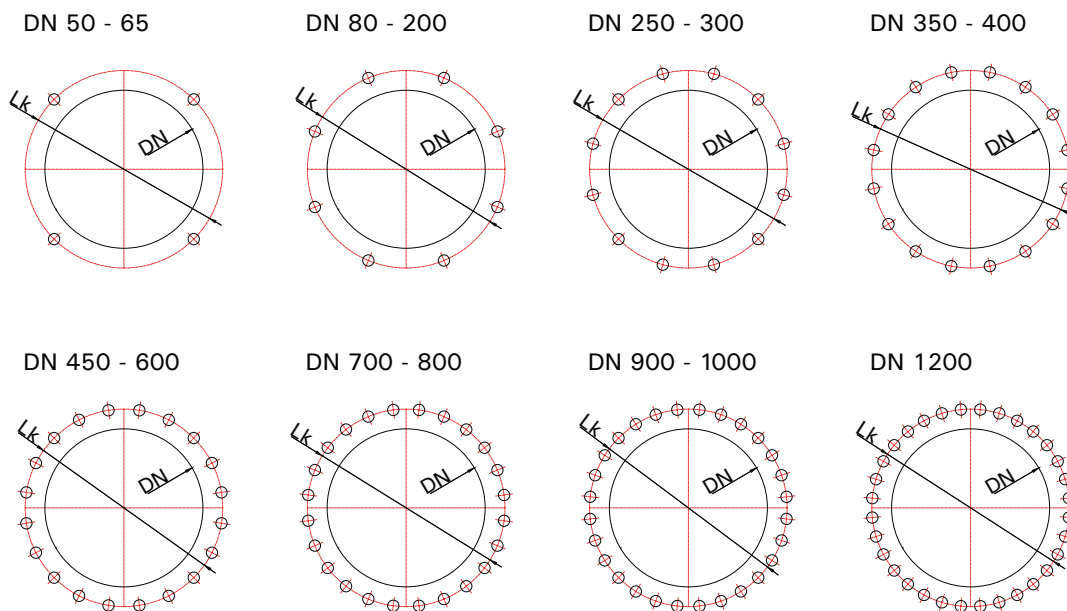 DN 50 - 65
DN 80 - 200
DN 250 - 300
DN 350 - 400
Lk
DN
Lk
DN
Lk
DN
Lk
DN
DN 450 - 600
DN 700 - 800
DN 900 - 1000
DN 1200
Lk
DN
Lk
DN
Lk
DN
Lk
DN